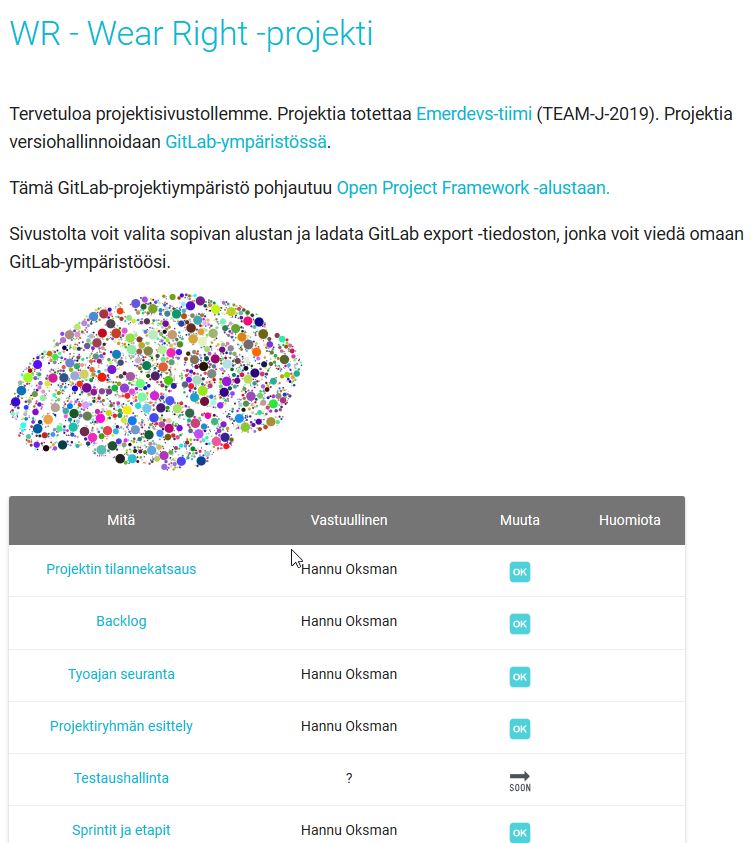 WR - Wear Right -projekti
Tervetuloa projektisivustollemme. Projektia totettaa Emerdevs-tiimi (TEAM-J-2019). Projektia
versiohallinnoidaan GitLab-ympäristössä.
Tämä GitLab-projektiympäristö pohjautuu Open Project Framework -alustaan.
Sivustolta voit valita sopivan alustan ja ladata GitLab export -tiedoston, jonka voit viedä omaan
GitLab-ympäristöösi.
Mitä Vastuullinen Muuta Huomiota
Projektin tilannekatsaus Hannu Oksman OK
Backlog Hannu Oksman OK
Tyoajan seuranta Hannu Oksman OK
Projektiryhmän esittely Hannu Oksman OK
Testaushallinta ? SOON
Sprintit ja etapit Hannu Oksman OK